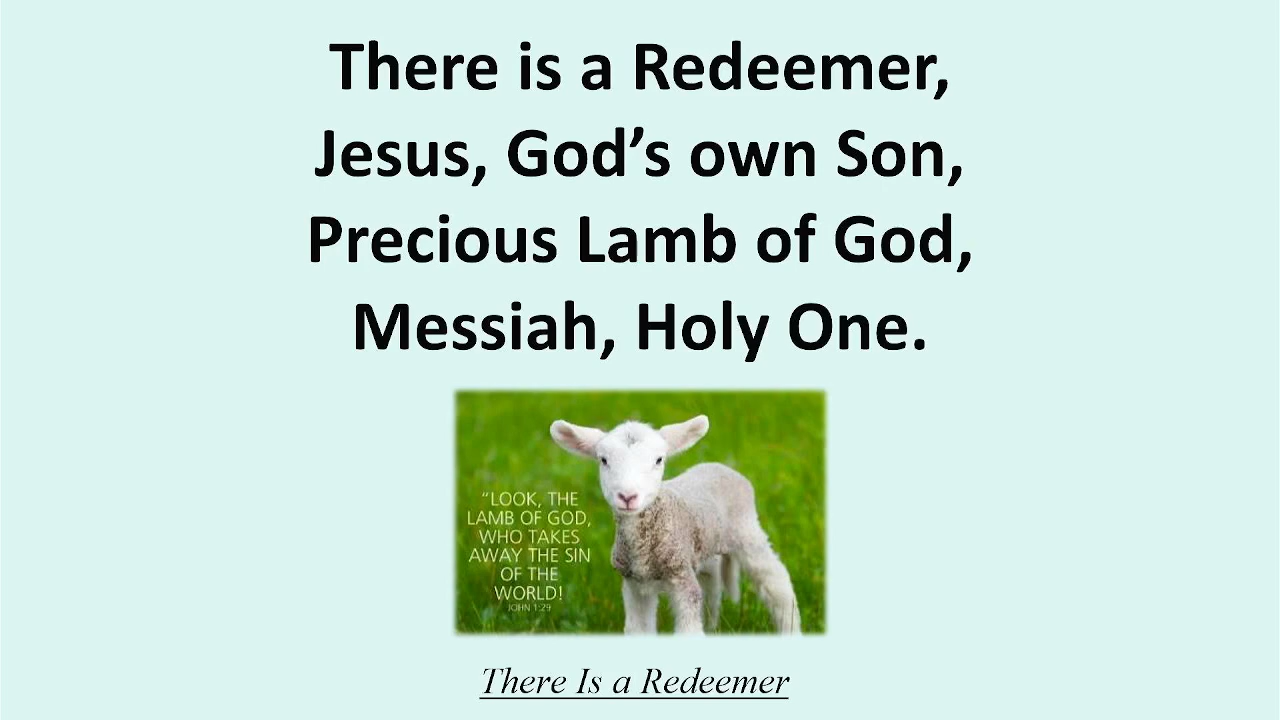 There is a Redeemer,
Jesus, God’s own Son,
Precious Lamb of God,
Messiah, Holy One.
“LOOK, THE
LAMB OF GOD,
WHO TAKES
AWAY THE SIN
OF THE
WORLD!
JOHN 1:29
There Is a Redeemer